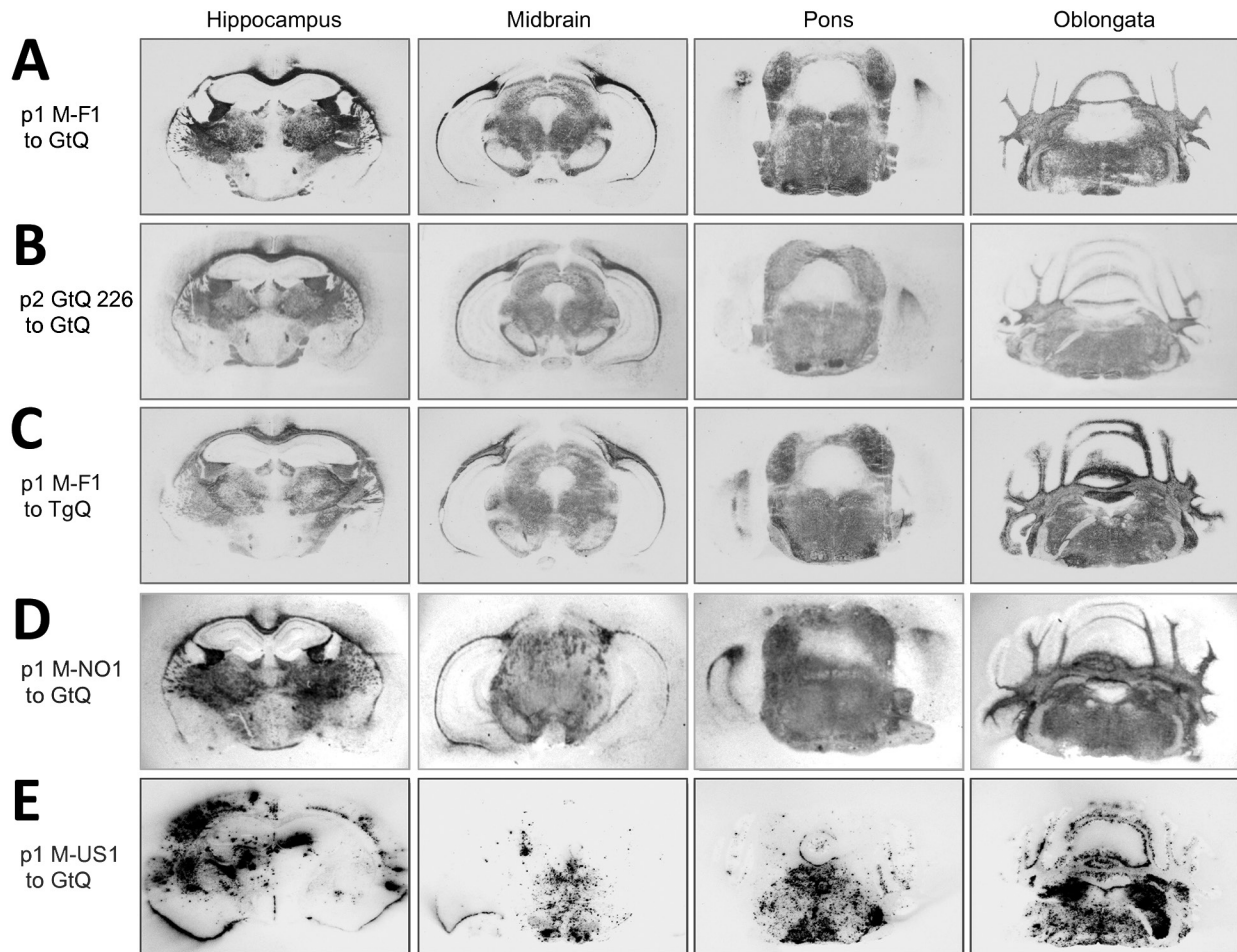 Hippocampus Midbrain Pons Oblongata
A
p1 M-F1
to GtQ
B
p2 GtQ 226
to GtQ
C
p1 M-F1
to TgQ
D
p1 M-NO1
to GtQ
E
p1 M-US1
to GtQ